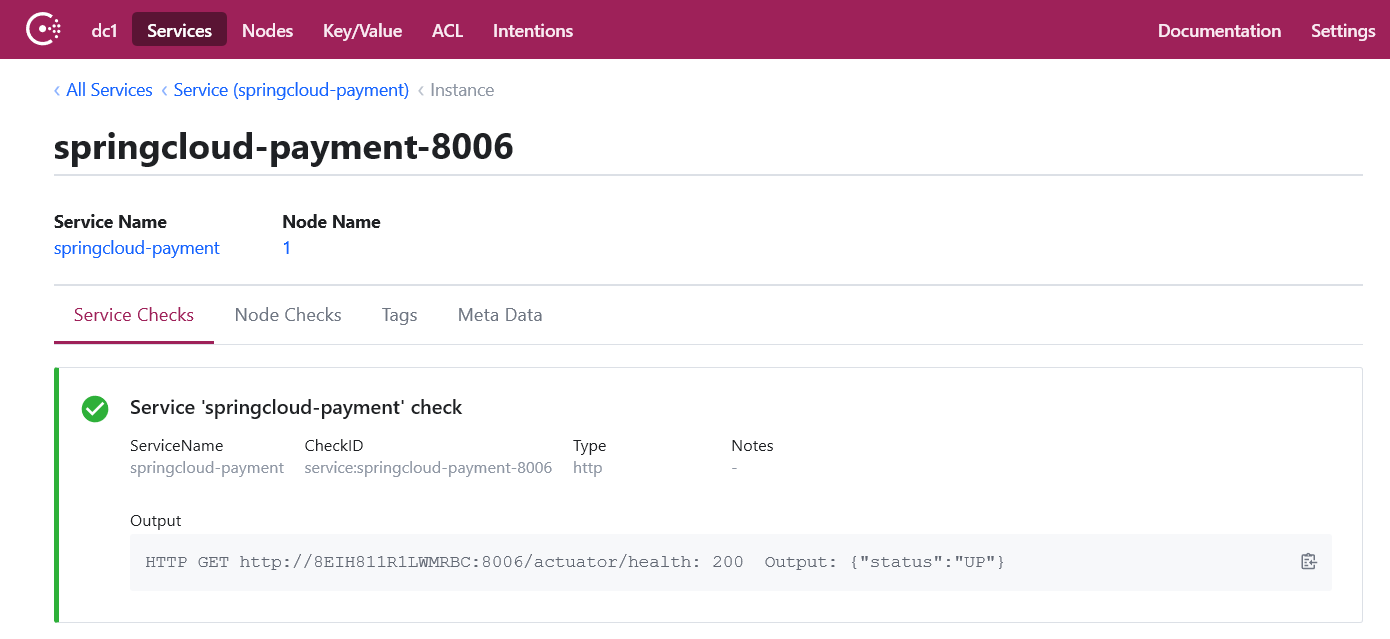 dc1 Services Nodes Key/Value ACL Intentions Documentation Settings
‹ All Services ‹ Service (springcloud-payment) ‹ Instance
springcloud-payment-8006
Service Name Node Name
springcloud-payment 1
Service Checks Node Checks Tags Meta Data
Service 'springcloud-payment' check
ServiceName CheckID Type Notes
springcloud-payment service:springcloud-payment-8006 http -
Output
HTTP GET http://8EIH811R1LWMRBC:8006/actuator/health: 200 Output: {"status":"UP"}